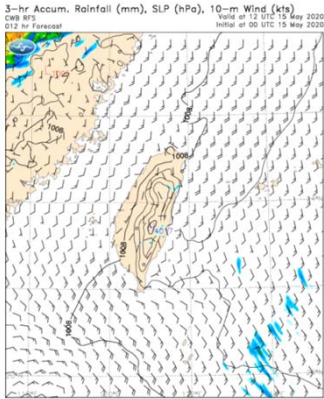 3-hr Accum. Rainfall (mm), SLP (hPa), 10-m Wind (kts)
CWB RFS Valid at 12 UTC 15 May 2020
012 hr Forecast Initial at 00 UTC 15 May 2020
1008
1008
1008
1008
1008